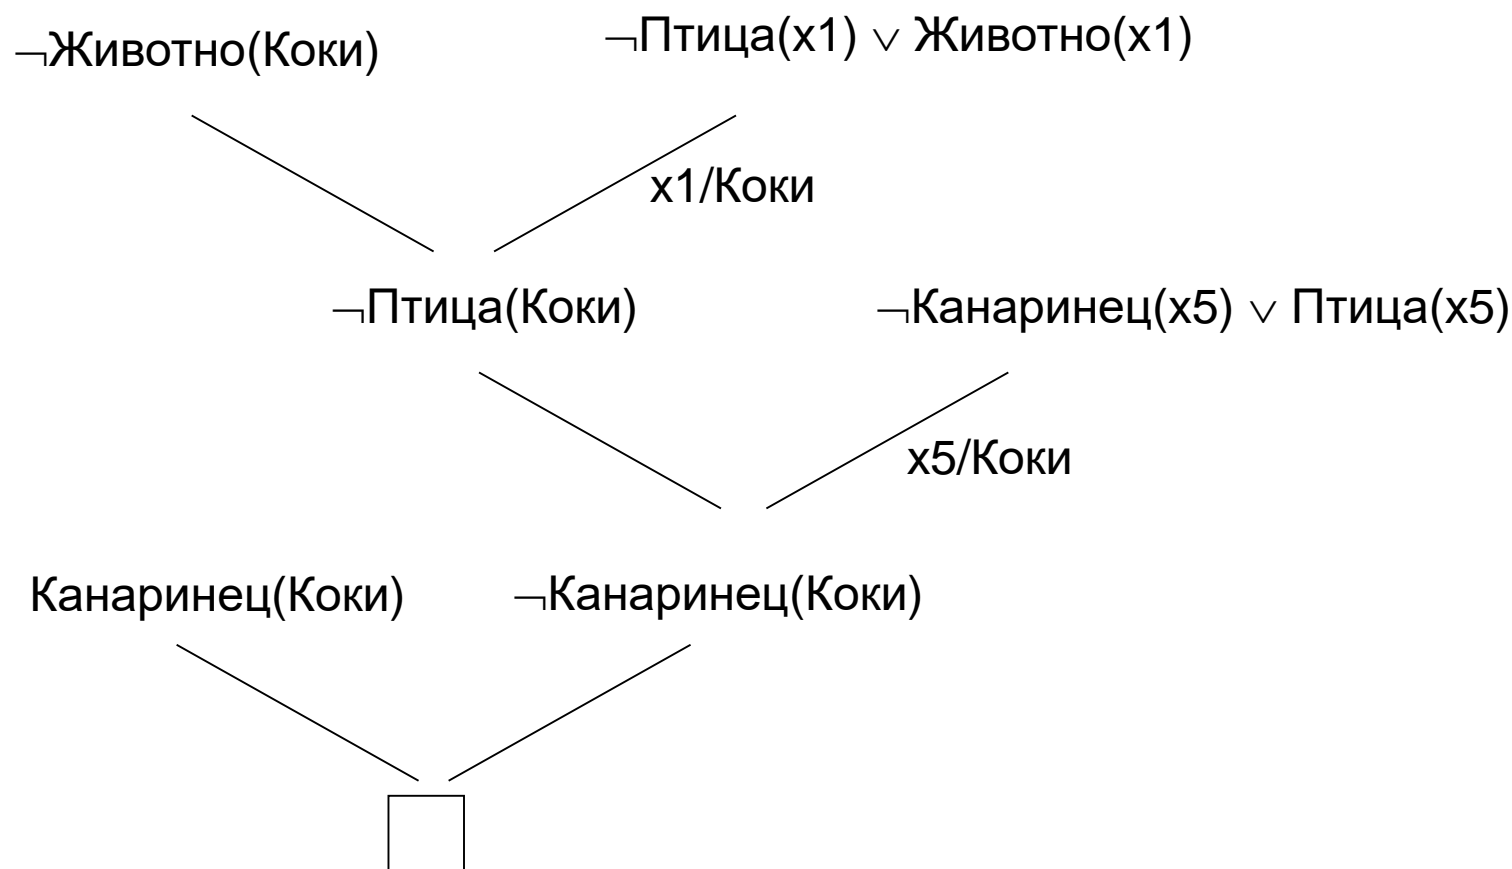 ¬Животно(Коки) ¬Птица(x1) ∨ Животно(x1)
x1/Коки
¬Птица(Коки) ¬Канаринец(x5) ∨ Птица(x5)
x5/Коки
Канаринец(Коки) ¬Канаринец(Коки)